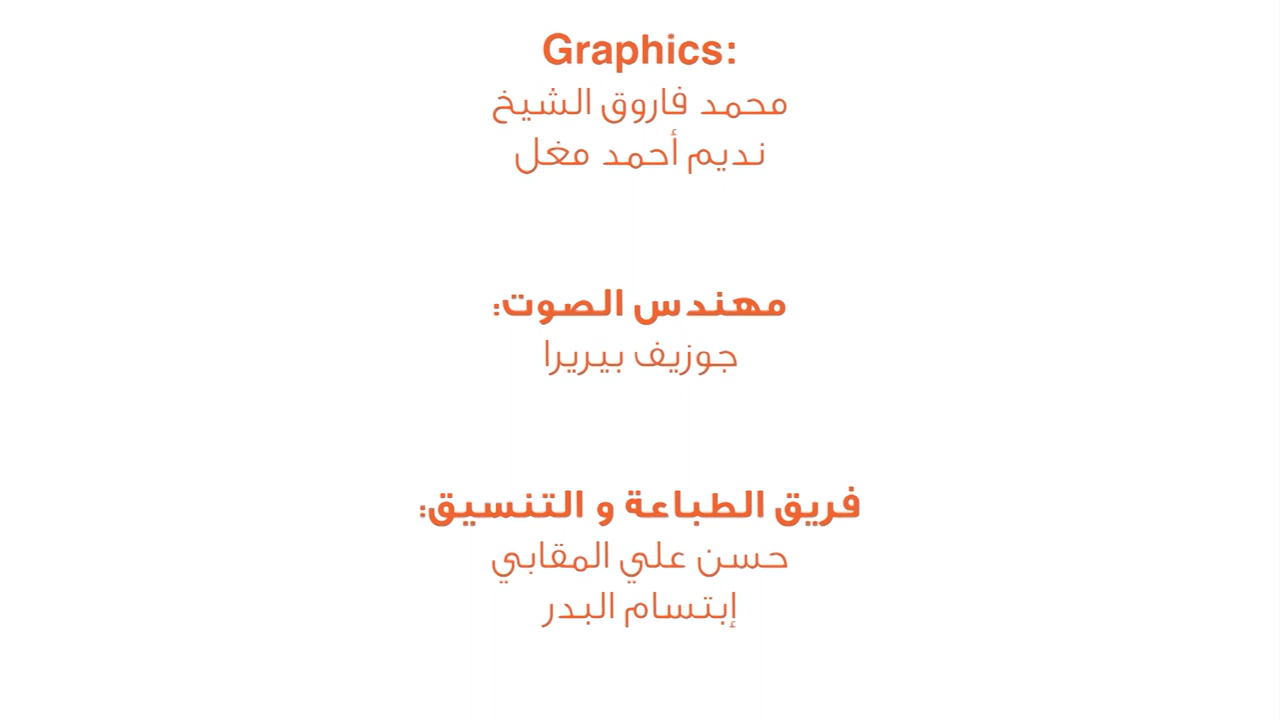 Graphics:
محمد فاروق الشيخ
نديم أحمد مغل
مهندس الصوت:
جوزيف بيريرا
فريق الطباعة و التنسيق:
حسن علي المقابي
إبتسام البدر